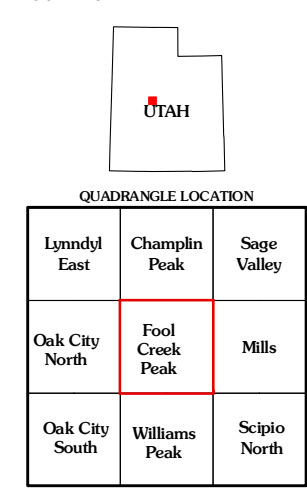 UTAH
QUADRANGLE LOCATION
Lynndyl
East
Champlin
Peak
Sage
Valley
Oak City
North
Fool
Creek
Peak
Mills
Oak City
South
Williams
Peak
Scipio
North